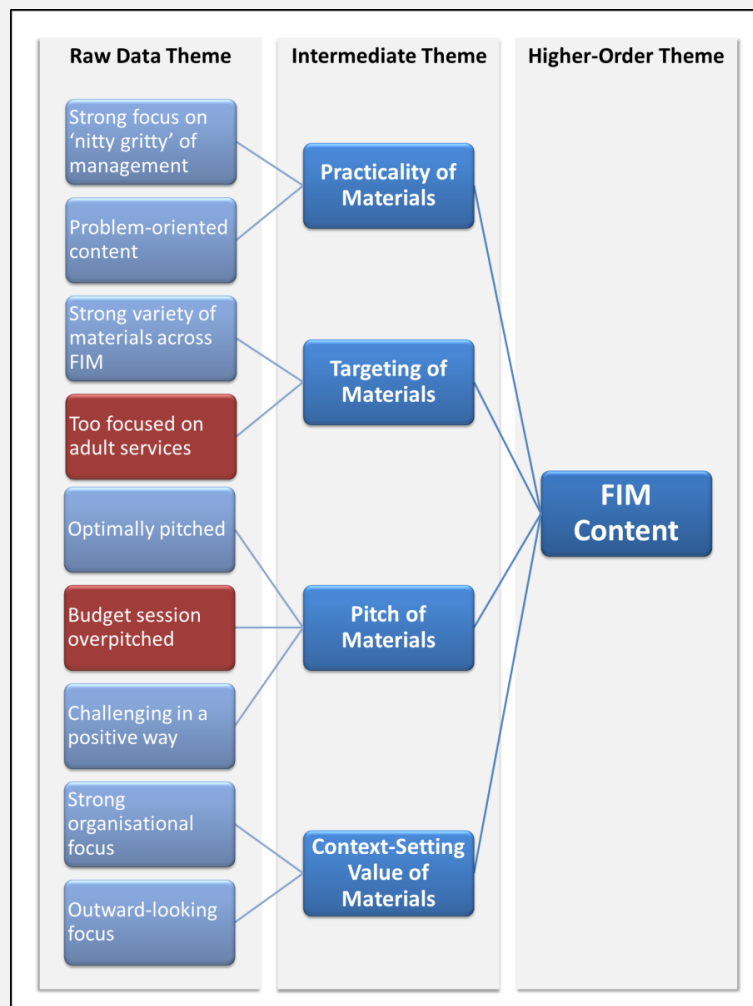 Raw Data Theme
Intermediate Theme
Higher-Order Theme
Strong focus on
‘nitty gritty’ of
management
Problem-oriented
content
Strong variety of
materials across
FIM
Too focused on
adult services
Optimally pitched
Budget session
overpitched
Challenging in a
positive way
Strong
organisational
focus
Outward-looking
focus
Practicality of
Materials
Targeting of
Materials
Pitch of
Materials
Context-Setting
Value of
Materials
FIM
Content